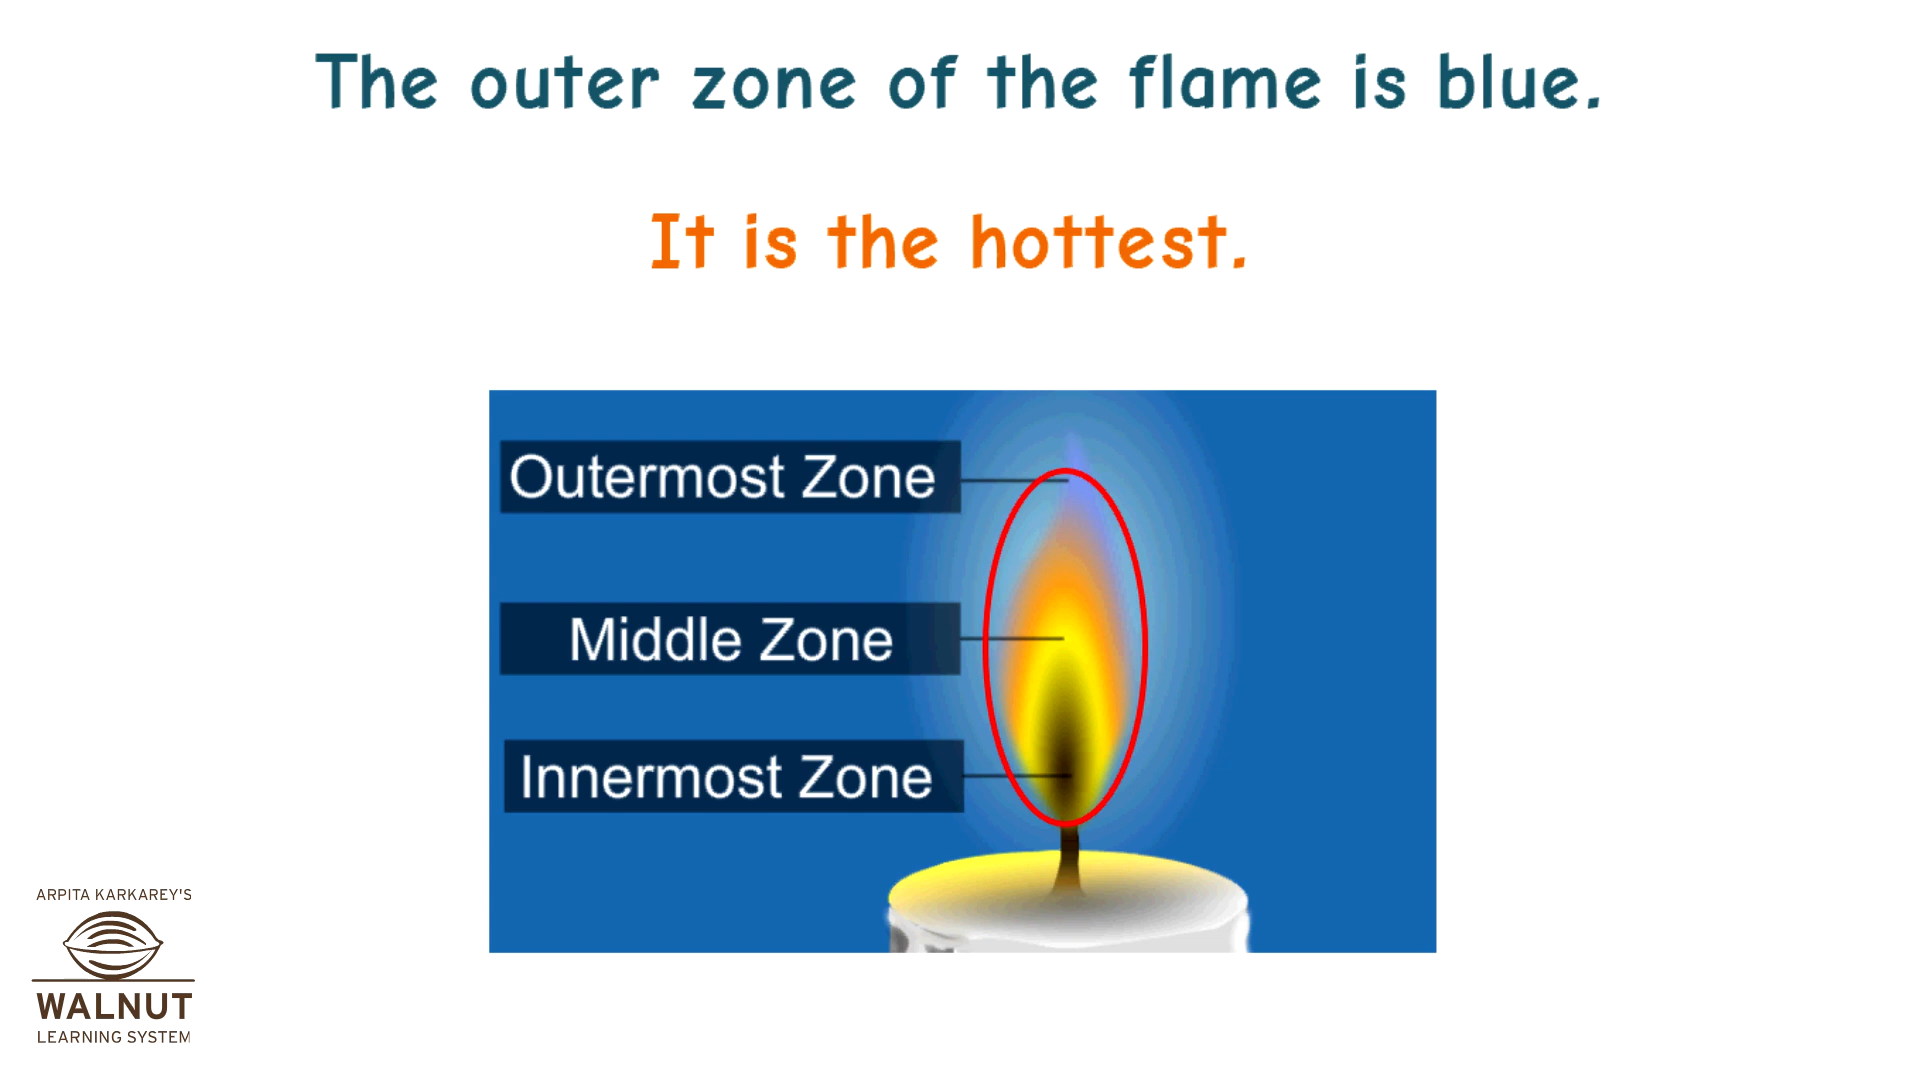 The outer zone of the flame is blue.
It is the hottest.
Outermost Zone
Middle Zone
Innermost Zone
ARPITA KARKAREY'S
WALNUT
LEARNING SYSTEM